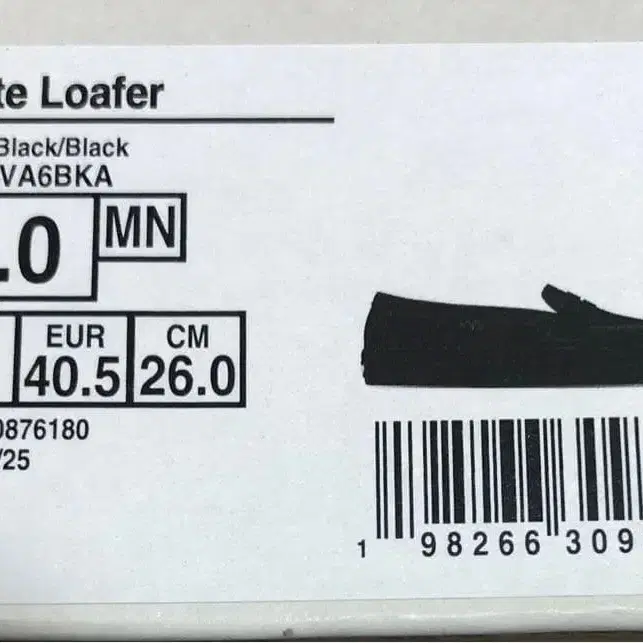 te Loafer
Black/Black
VA6BKA
.0 MN
EUR CM
40.5 26.0
0876180
/25
1 98266 309